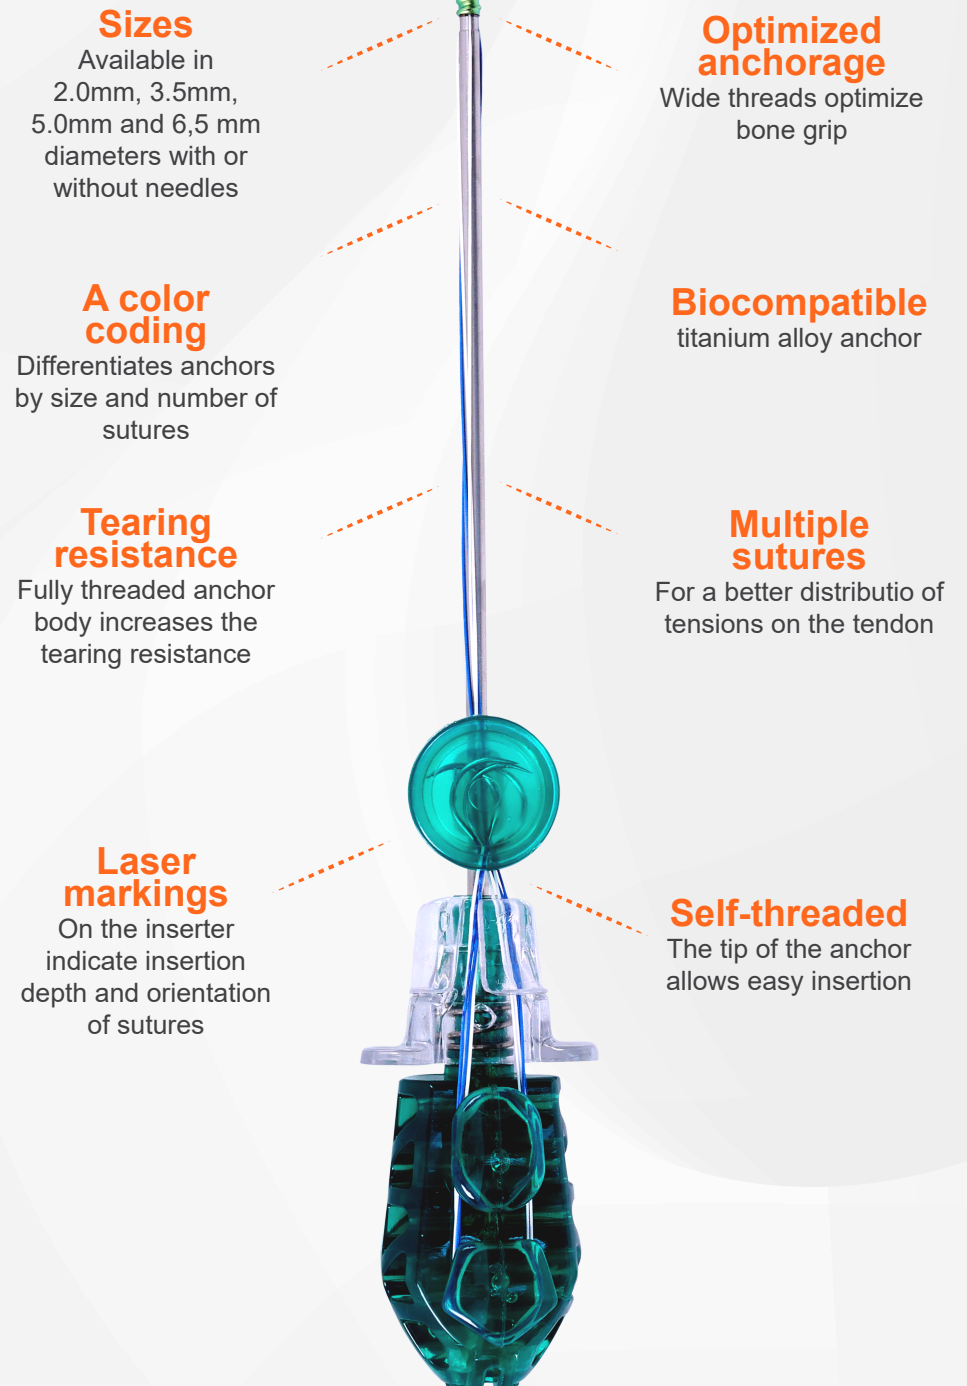 Sizes
Available in
2.0mm, 3.5mm,
5.0mm and 6,5 mm
diameters with or
without needles
Optimized
anchorage
Wide threads optimize
bone grip
A color
coding
Differentiates anchors
by size and number of
sutures
Biocompatible
titanium alloy anchor
Tearing
resistance
Fully threaded anchor
body increases the
tearing resistance
Multiple
sutures
For a better distributio of
tensions on the tendon
Laser
markings
On the inserter
indicate insertion
depth and orientation
of sutures
Self-threaded
The tip of the anchor
allows easy insertion